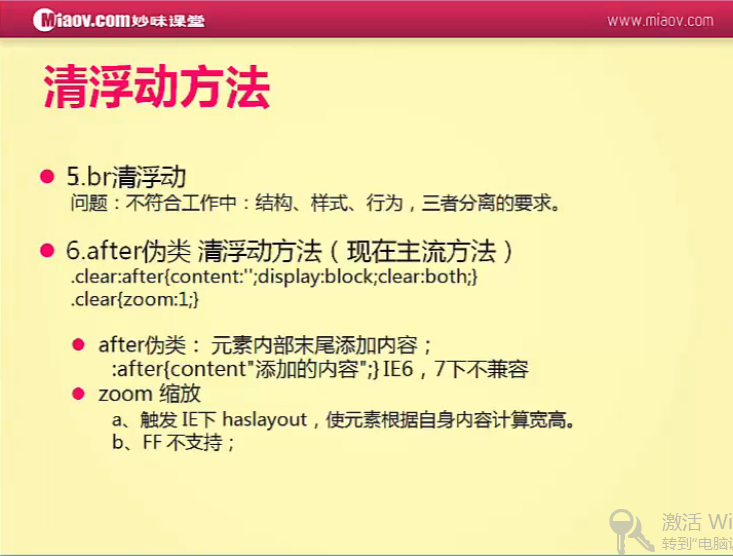 Miaov.com妙味课堂
www.miaov.com
清浮动方法
5.br清浮动
问题：不符合工作中：结构、样式、行为，三者分离的要求。
6.after伪类 清浮动方法（现在主流方法）
.clear:after{content:'';display:block;clear:both;}
.clear{zoom:1;}
after伪类： 元素内部末尾添加内容；
:after{content"添加的内容";} IE6，7下不兼容
zoom 缩放
a、触发 IE下 haslayout，使元素根据自身内容计算宽高。
b、FF 不支持；
激活 Wi
转到"电脑设